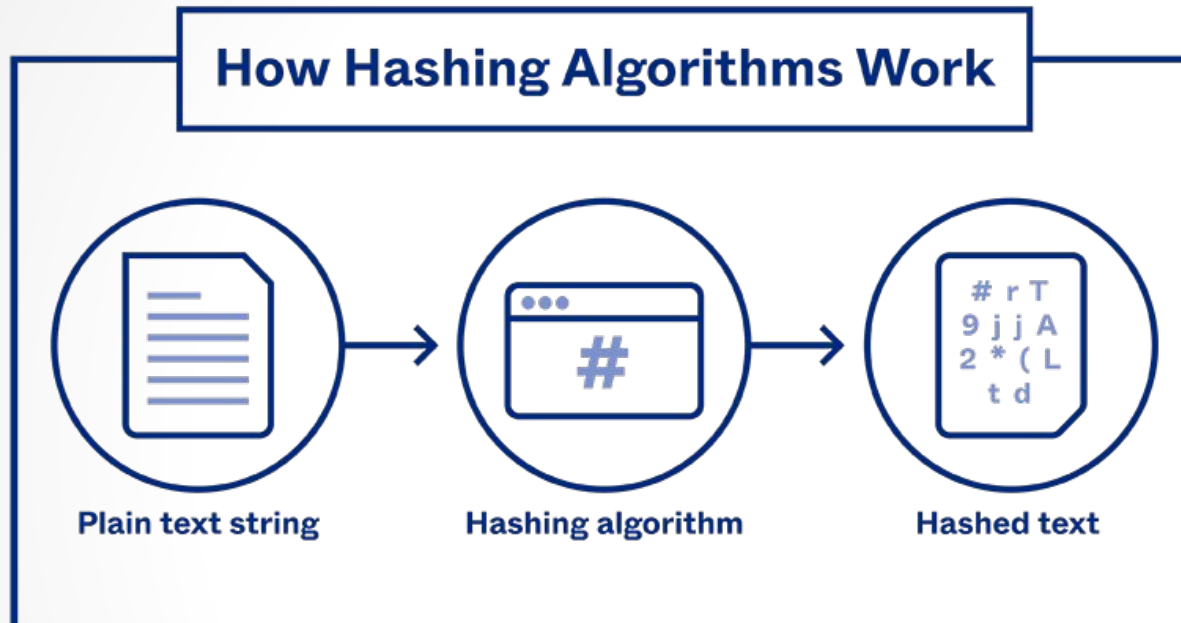 How Hashing Algorithms Work
#
# r T
9 j j A
2 * ( L
t d
Plain text string
Hashing algorithm
Hashed text